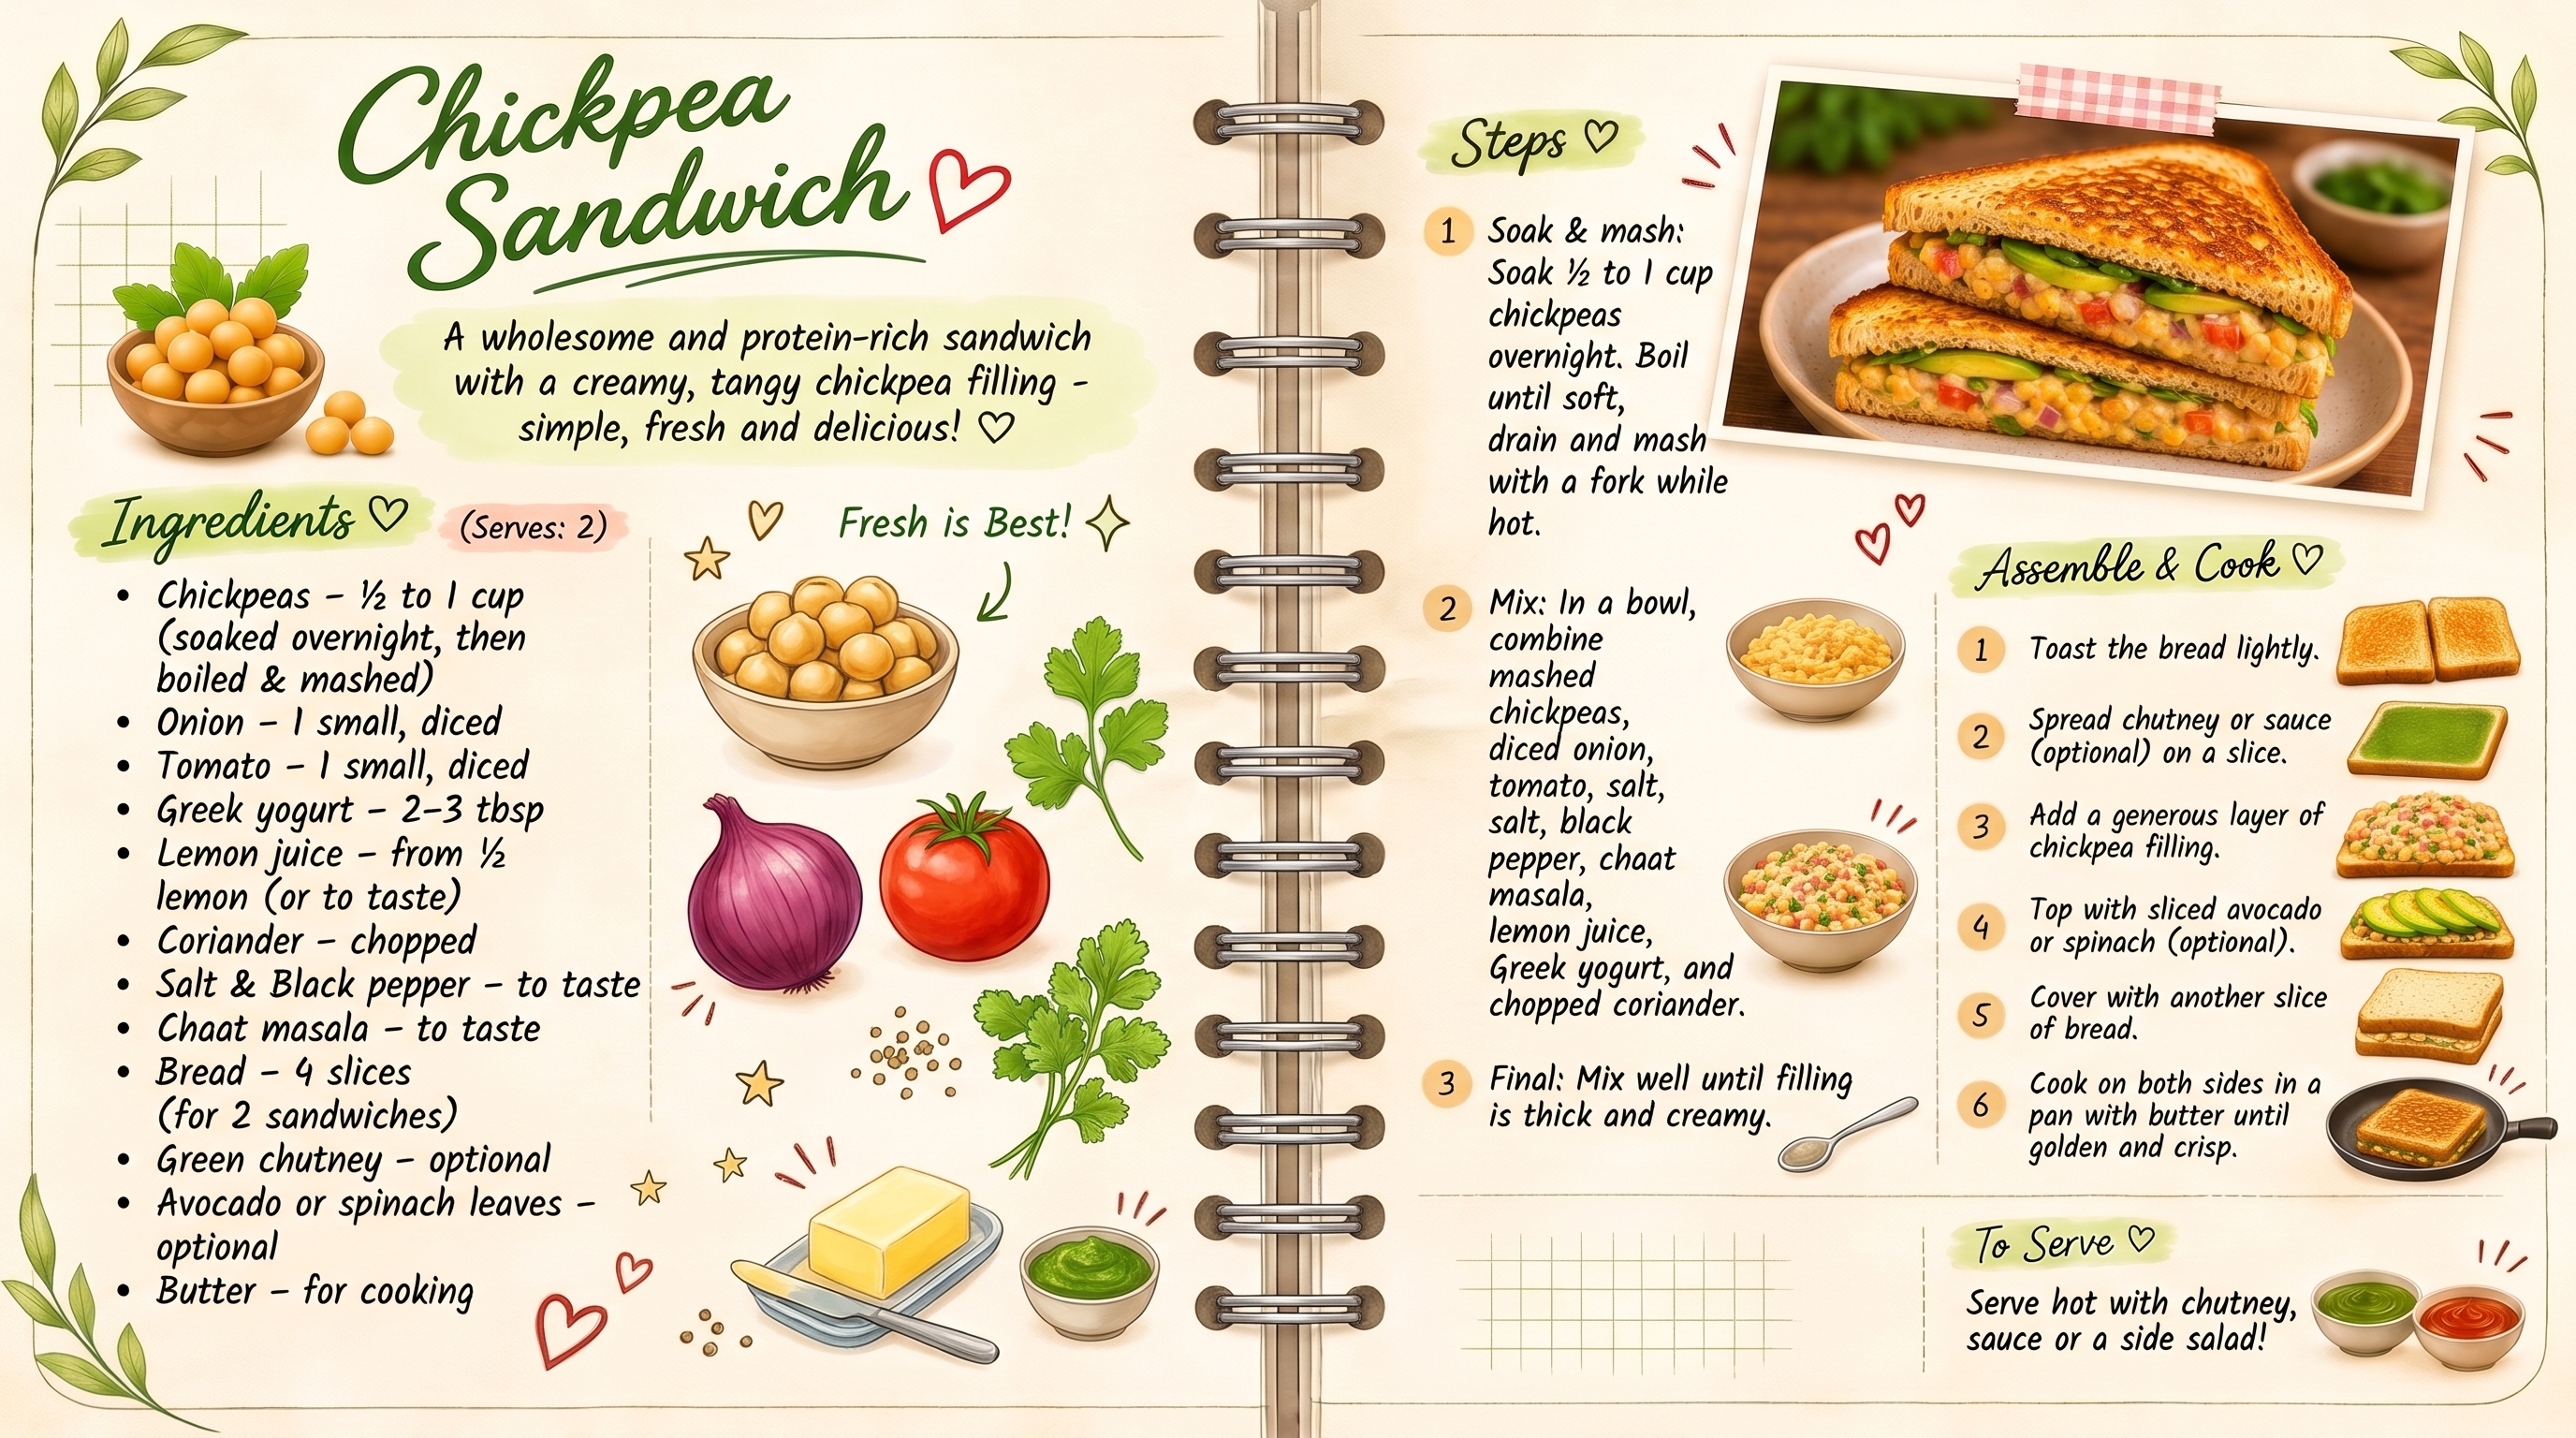 Chickpea
Sandwich
A wholesome and protein-rich sandwich
with a creamy, tangy chickpea filling -
simple, fresh and delicious! ♡
Ingredients ♡
(Serves: 2)
• Chickpeas – ½ to 1 cup
(soaked overnight, then
boiled & mashed)
• Onion – 1 small, diced
• Tomato – 1 small, diced
• Greek yogurt – 2–3 tbsp
• Lemon juice – from ½
lemon (or to taste)
• Coriander – chopped
• Salt & Black pepper – to taste
• Chaat masala – to taste
• Bread – 4 slices
(for 2 sandwiches)
• Green chutney – optional
• Avocado or spinach leaves –
optional
• Butter – for cooking
Fresh is Best!
Steps ♡
1 Soak & mash:
Soak ½ to 1 cup
chickpeas
overnight. Boil
until soft,
drain and mash
with a fork while
hot.
2 Mix: In a bowl,
combine
mashed
chickpeas,
diced onion,
tomato, salt,
salt, black
pepper, chaat
masala,
lemon juice,
Greek yogurt, and
chopped coriander.
3 Final: Mix well until filling
is thick and creamy.
Assemble & Cook ♡
1 Toast the bread lightly.
2 Spread chutney or sauce
(optional) on a slice.
3 Add a generous layer of
chickpea filling.
4 Top with sliced avocado
or spinach (optional).
5 Cover with another slice
of bread.
6 Cook on both sides in a
pan with butter until
golden and crisp.
To Serve ♡
Serve hot with chutney,
sauce or a side salad!